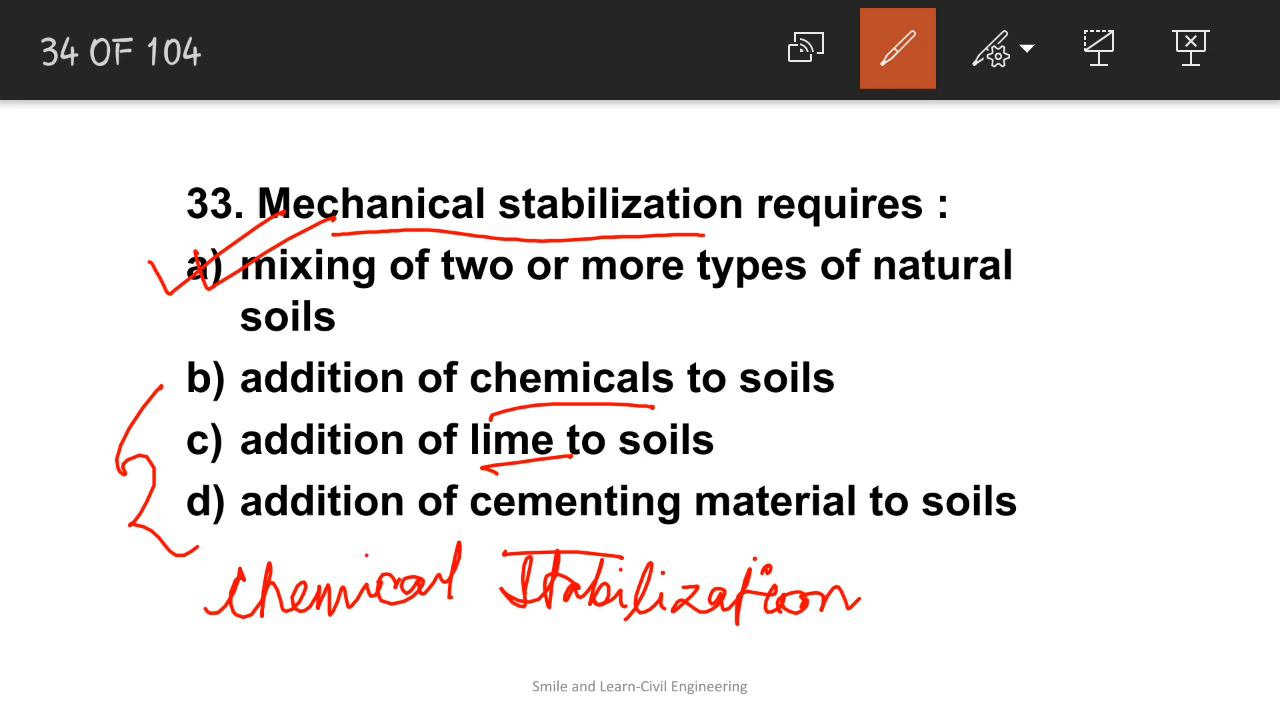 34 OF 104
33. Mechanical stabilization requires :
a) mixing of two or more types of natural
soils
b) addition of chemicals to soils
c) addition of lime to soils
d) addition of cementing material to soils
Chemical Stabilization
Smile and Learn-Civil Engineering